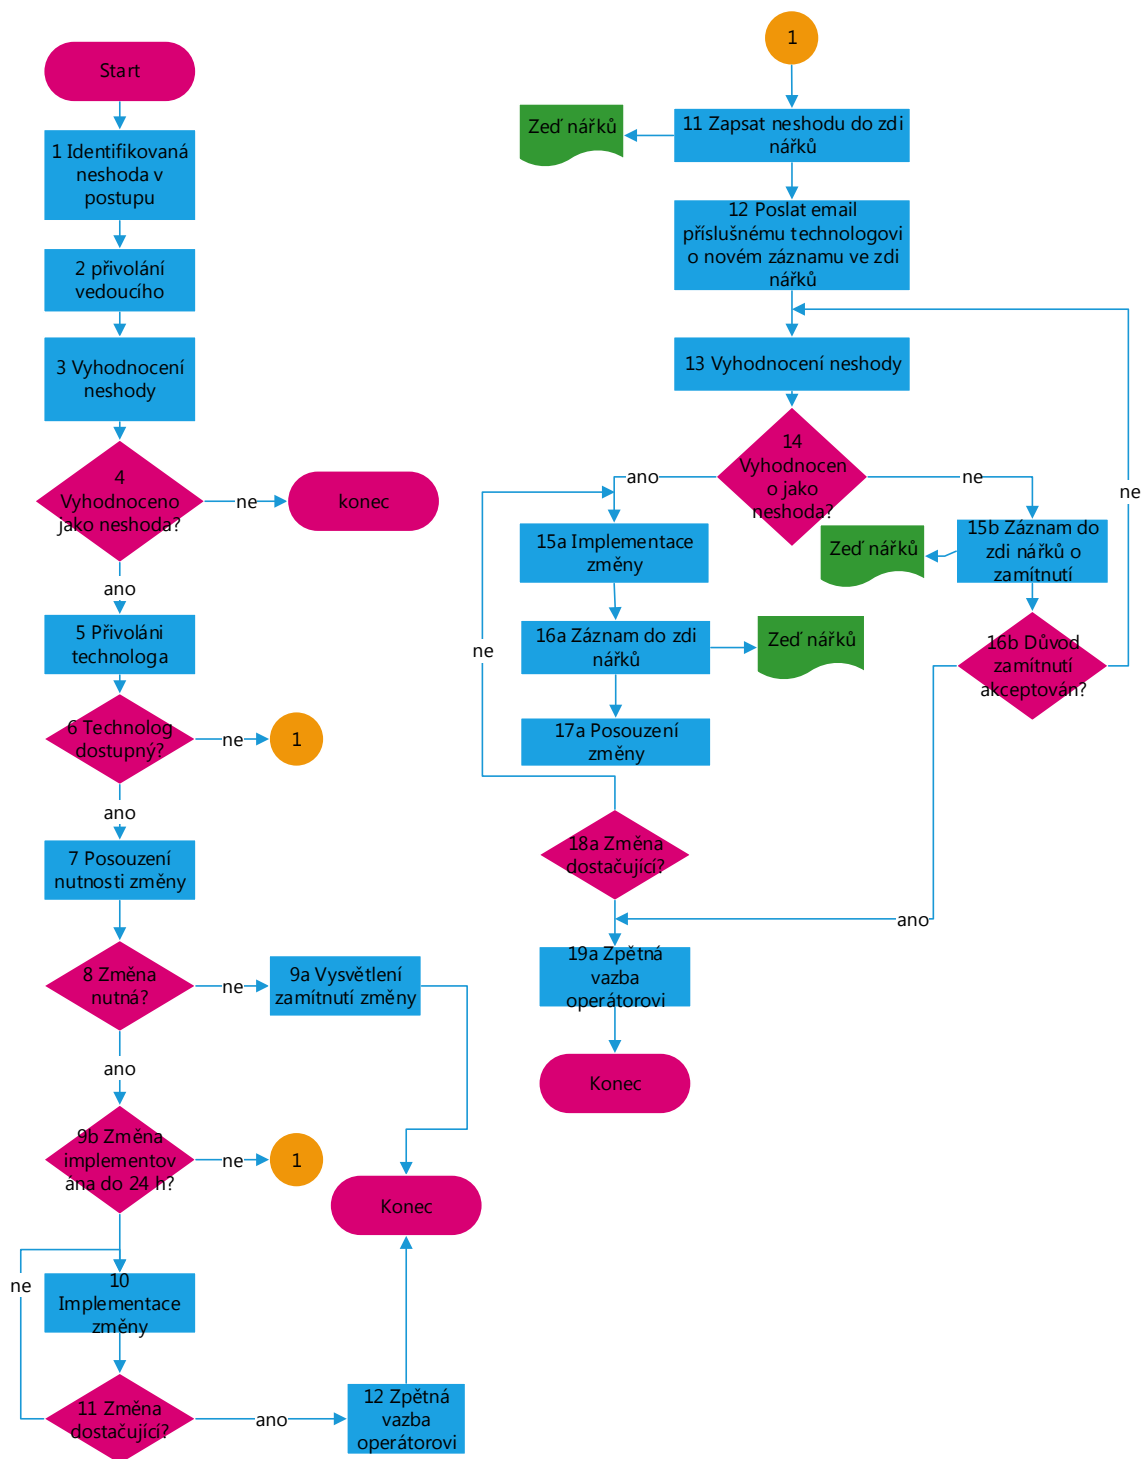 Start
1 Identifikovaná
neshoda v
postupu
2 přivolání
vedoucího
3 Vyhodnocení
neshody
4
Vyhodnoceno
jako neshoda?
ne
konec
ano
5 Přivoláni
technologa
6 Technolog
dostupný?
ne
1
ano
7 Posouzení
nutnosti změny
8 Změna
nutná?
ne
9a Vysvětlení
zamítnutí změny
ano
9b Změna
implementov
ána do 24 h?
ne
1
Konec
ne
10
Implementace
změny
11 Změna
dostačující?
ano
12 Zpětná
vazba
operátorovi
1
11 Zapsat neshodu do zdi
nářků
Zeď nářků
12 Poslat email
příslušnému technologovi
o novém záznamu ve zdi
nářků
13 Vyhodnocení neshody
14
Vyhodnocen
o jako
neshoda?
ano
ne
ne
15a Implementace
změny
Zeď nářků
15b Záznam do
zdi nářků o
zamítnutí
16a Záznam do zdi
nářků
Zeď nářků
16b Důvod
zamítnutí
akceptován?
ne
17a Posouzení
změny
18a Změna
dostačující?
ano
19a Zpětná
vazba
operátorovi
Konec